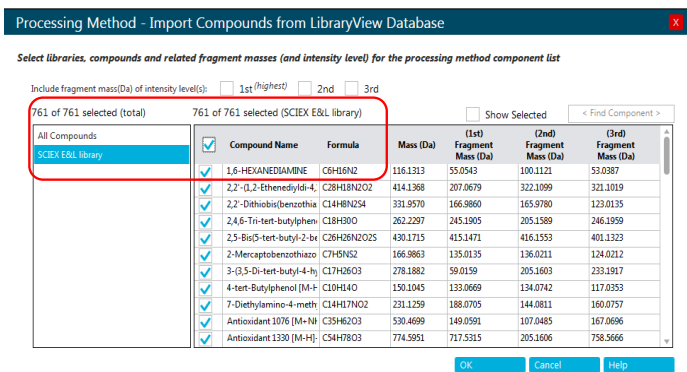 Processing Method - Import Compounds from LibraryView Database
X
Select libraries, compounds and related fragment masses (and intensity level) for the processing method component list
Include fragment mass(Da) of intensity level(s): 1st (highest) 2nd 3rd
761 of 761 selected (total) 761 of 761 selected (SCIEX E&L library) Show Selected < Find Component >
All Compounds
SCIEX E&L library
Compound Name Formula Mass (Da) (1st) Fragment Mass (Da) (2nd) Fragment Mass (Da) (3rd) Fragment Mass (Da)
1,6-HEXANEDIAMINE C6H16N2 116.1313 55.0543 100.1121 53.0387
2,2'-(1,2-Ethenediyldi-4, C28H18N2O2 414.1368 207.0679 322.1099 321.1019
2,2'-Dithiobis(benzothia C14H8N2S4 331.9570 166.9860 165.9780 123.0135
2,4,6-Tri-tert-butylphen C18H30O 262.2297 245.1905 205.1589 246.1959
2,5-Bis(5-tert-butyl-2-be C26H26N2O2S 430.1715 415.1471 416.1553 401.1323
2-Mercaptobenzothiazo C7H5NS2 166.9863 135.0135 136.0211 124.0212
3-(3,5-Di-tert-butyl-4-hy C17H26O3 278.1882 59.0159 205.1603 233.1917
4-tert-Butylphenol [M-H C10H14O 150.1045 133.0669 134.0742 117.0353
7-Diethylamino-4-meth C14H17NO2 231.1259 188.0705 144.0811 160.0757
Antioxidant 1076 [M+NH C35H62O3 530.4699 149.0591 107.0485 167.0696
Antioxidant 1330 [M-H]- C54H78O3 774.5951 717.5315 205.1606 758.5666
OK Cancel Help